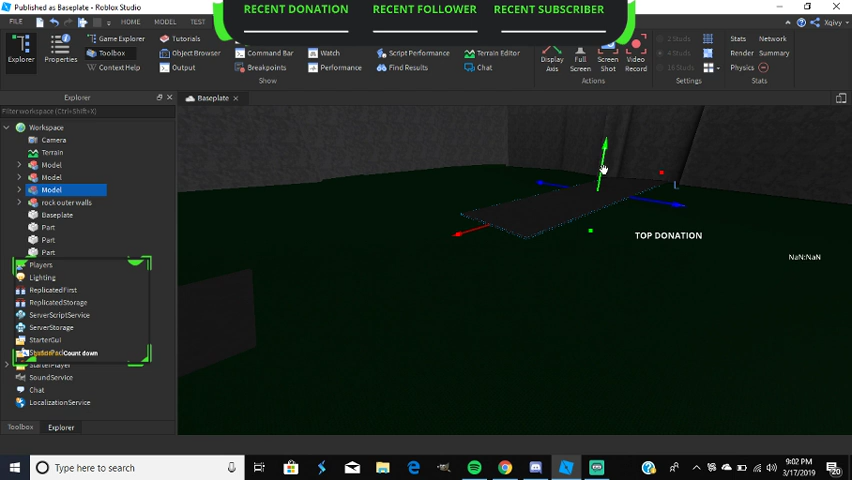 Published as Baseplate - Roblox Studio
RECENT DONATION
RECENT FOLLOWER
RECENT SUBSCRIBER
FILE
HOME
MODEL
TEST
Xqivy
Explorer
Properties
Game Explorer
Toolbox
Context Help
Tutorials
Object Browser
Output
Command Bar
Breakpoints
Watch
Performance
Script Performance
Find Results
Terrain Editor
Chat
Show
Display
Axis
Full
Screen
Screen
Shot
Video
Record
Actions
2 Studs
4 Studs
16 Studs
Settings
Stats
Network
Render
Summary
Physics
Stats
Explorer
Filter workspace (Ctrl+Shift+X)
Baseplate
Workspace
Camera
Terrain
Model
Model
Model
rock outer walls
Baseplate
Part
Part
Part
Players
Lighting
ReplicatedFirst
ReplicatedStorage
ServerScriptService
ServerStorage
StarterGui
Count down
StarterPlayer
SoundService
Chat
LocalizationService
Toolbox
Explorer
L
TOP DONATION
NaN:NaN
Type here to search
9:02 PM
3/17/2019
20